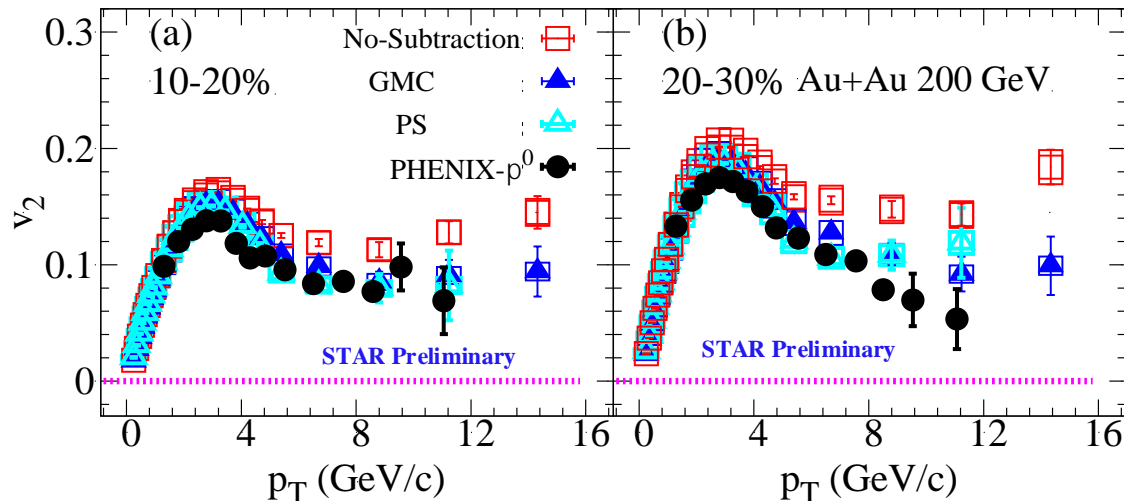 (a)
No-Subtraction
10-20%
GMC
PS
PHENIX-p⁰
STAR Preliminary
(b)
20-30% Au+Au 200 GeV
STAR Preliminary
v₂
0.3
0.2
0.1
0
0 4 8 12 16
0 4 8 12 16
p_T (GeV/c)
p_T (GeV/c)